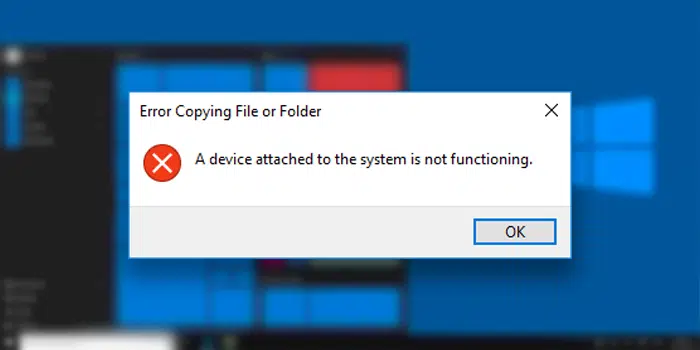 Error Copying File or Folder
A device attached to the system is not functioning.
OK